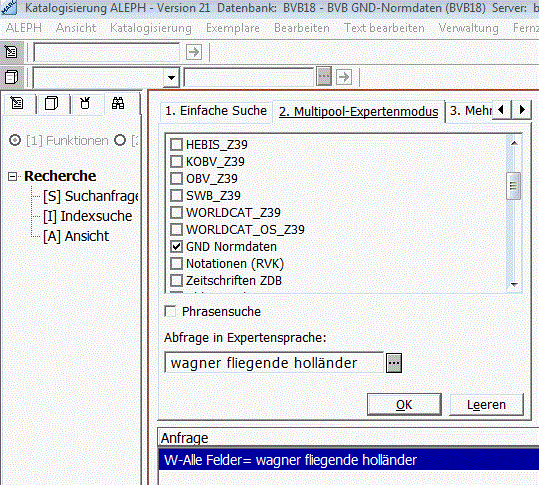 Katalogisierung ALEPH - Version 21 Datenbank: BVB18 - BVB GND-Normdaten (BVB18) Server: b
ALEPH Ansicht Katalogisierung Exemplare Bearbeiten Text bearbeiten Verwaltung Fernz
1. Einfache Suche 2. Multipool-Expertenmodus 3. Mehr
[1] Funktionen [2
HEBIS_Z39
KOBV_Z39
OBV_Z39
SWB_Z39
WORLDCAT_Z39
WORLDCAT_OS_Z39
GND Normdaten
Notationen (RVK)
Zeitschriften ZDB
Recherche
[S] Suchanfrage
[I] Indexsuche
[A] Ansicht
Phrasensuche
Abfrage in Expertensprache:
wagner fliegende holländer
OK Leeren
Anfrage
W-Alle Felder= wagner fliegende holländer